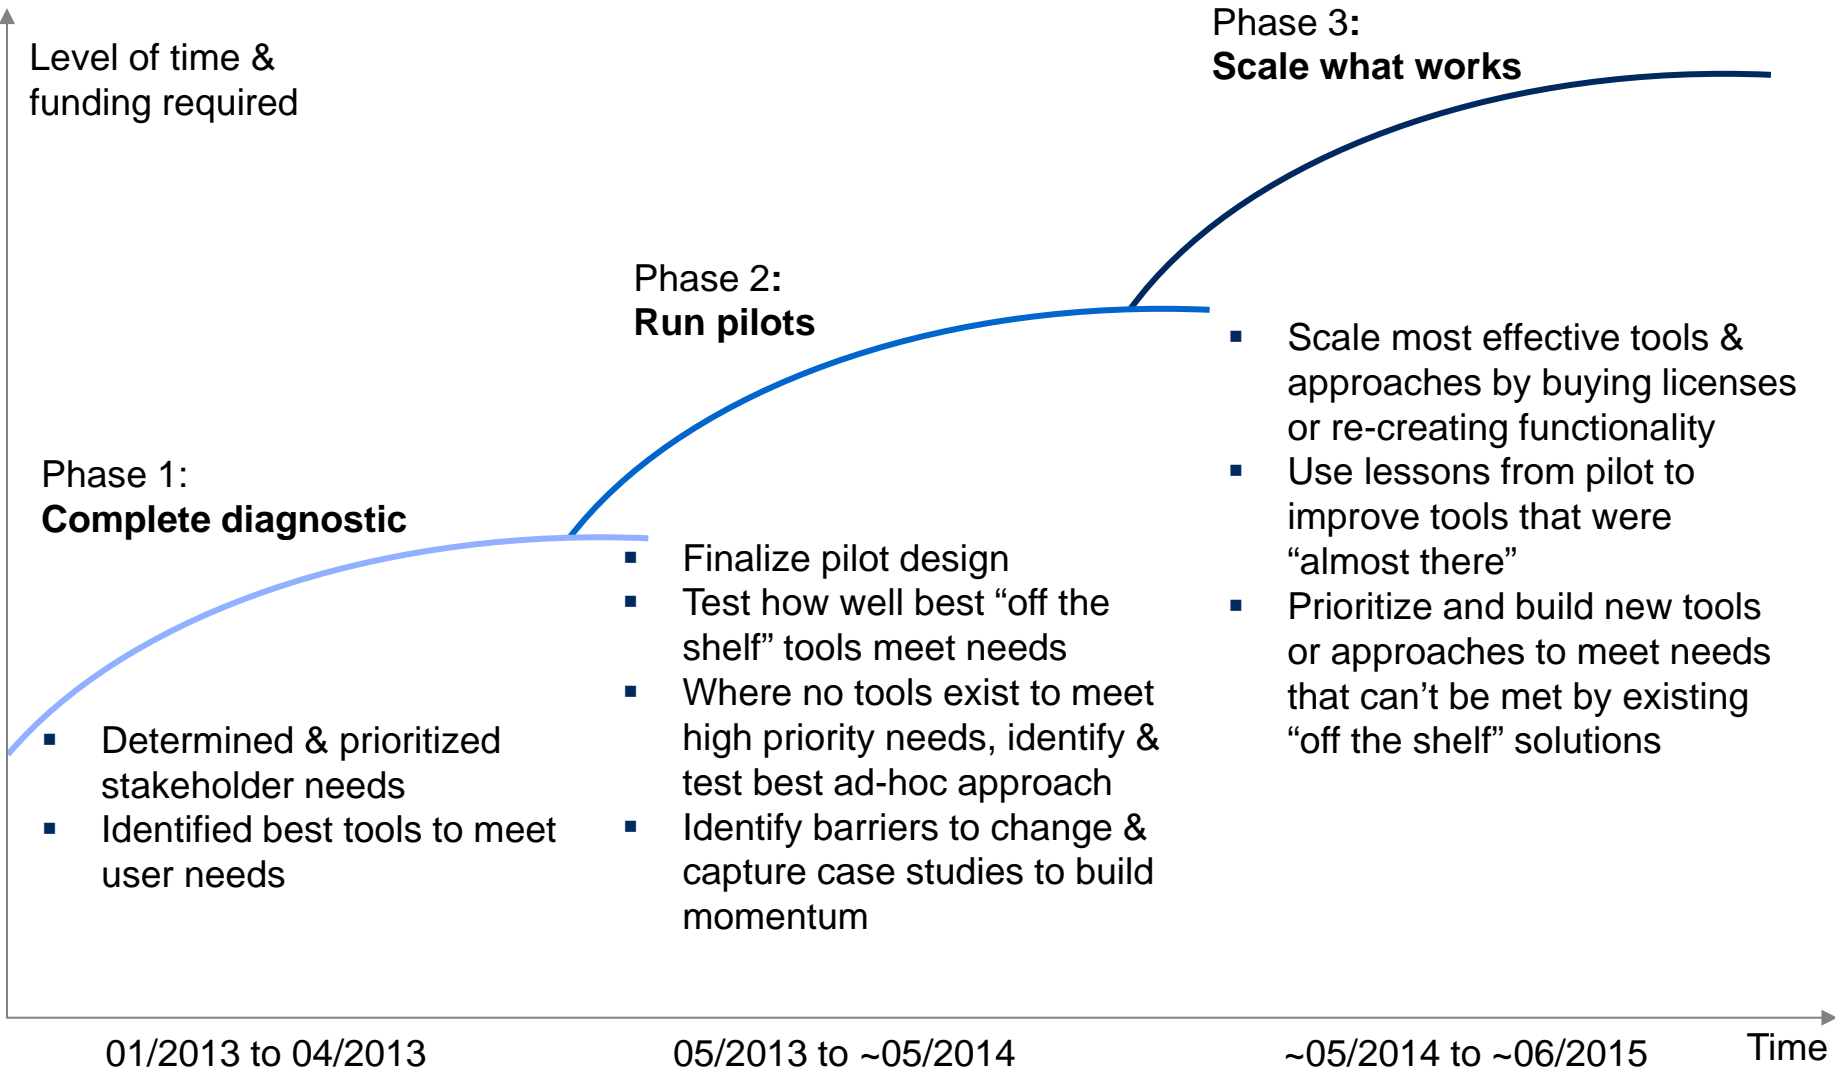 Level of time &
funding required
Phase 1:
Complete diagnostic
▪ Determined & prioritized
stakeholder needs
▪ Identified best tools to meet
user needs
Phase 2:
Run pilots
▪ Finalize pilot design
▪ Test how well best “off the
shelf” tools meet needs
▪ Where no tools exist to meet
high priority needs, identify &
test best ad-hoc approach
▪ Identify barriers to change &
capture case studies to build
momentum
Phase 3:
Scale what works
▪ Scale most effective tools &
approaches by buying licenses
or re-creating functionality
▪ Use lessons from pilot to
improve tools that were
“almost there”
▪ Prioritize and build new tools
or approaches to meet needs
that can’t be met by existing
“off the shelf” solutions
01/2013 to 04/2013
05/2013 to ~05/2014
~05/2014 to ~06/2015
Time